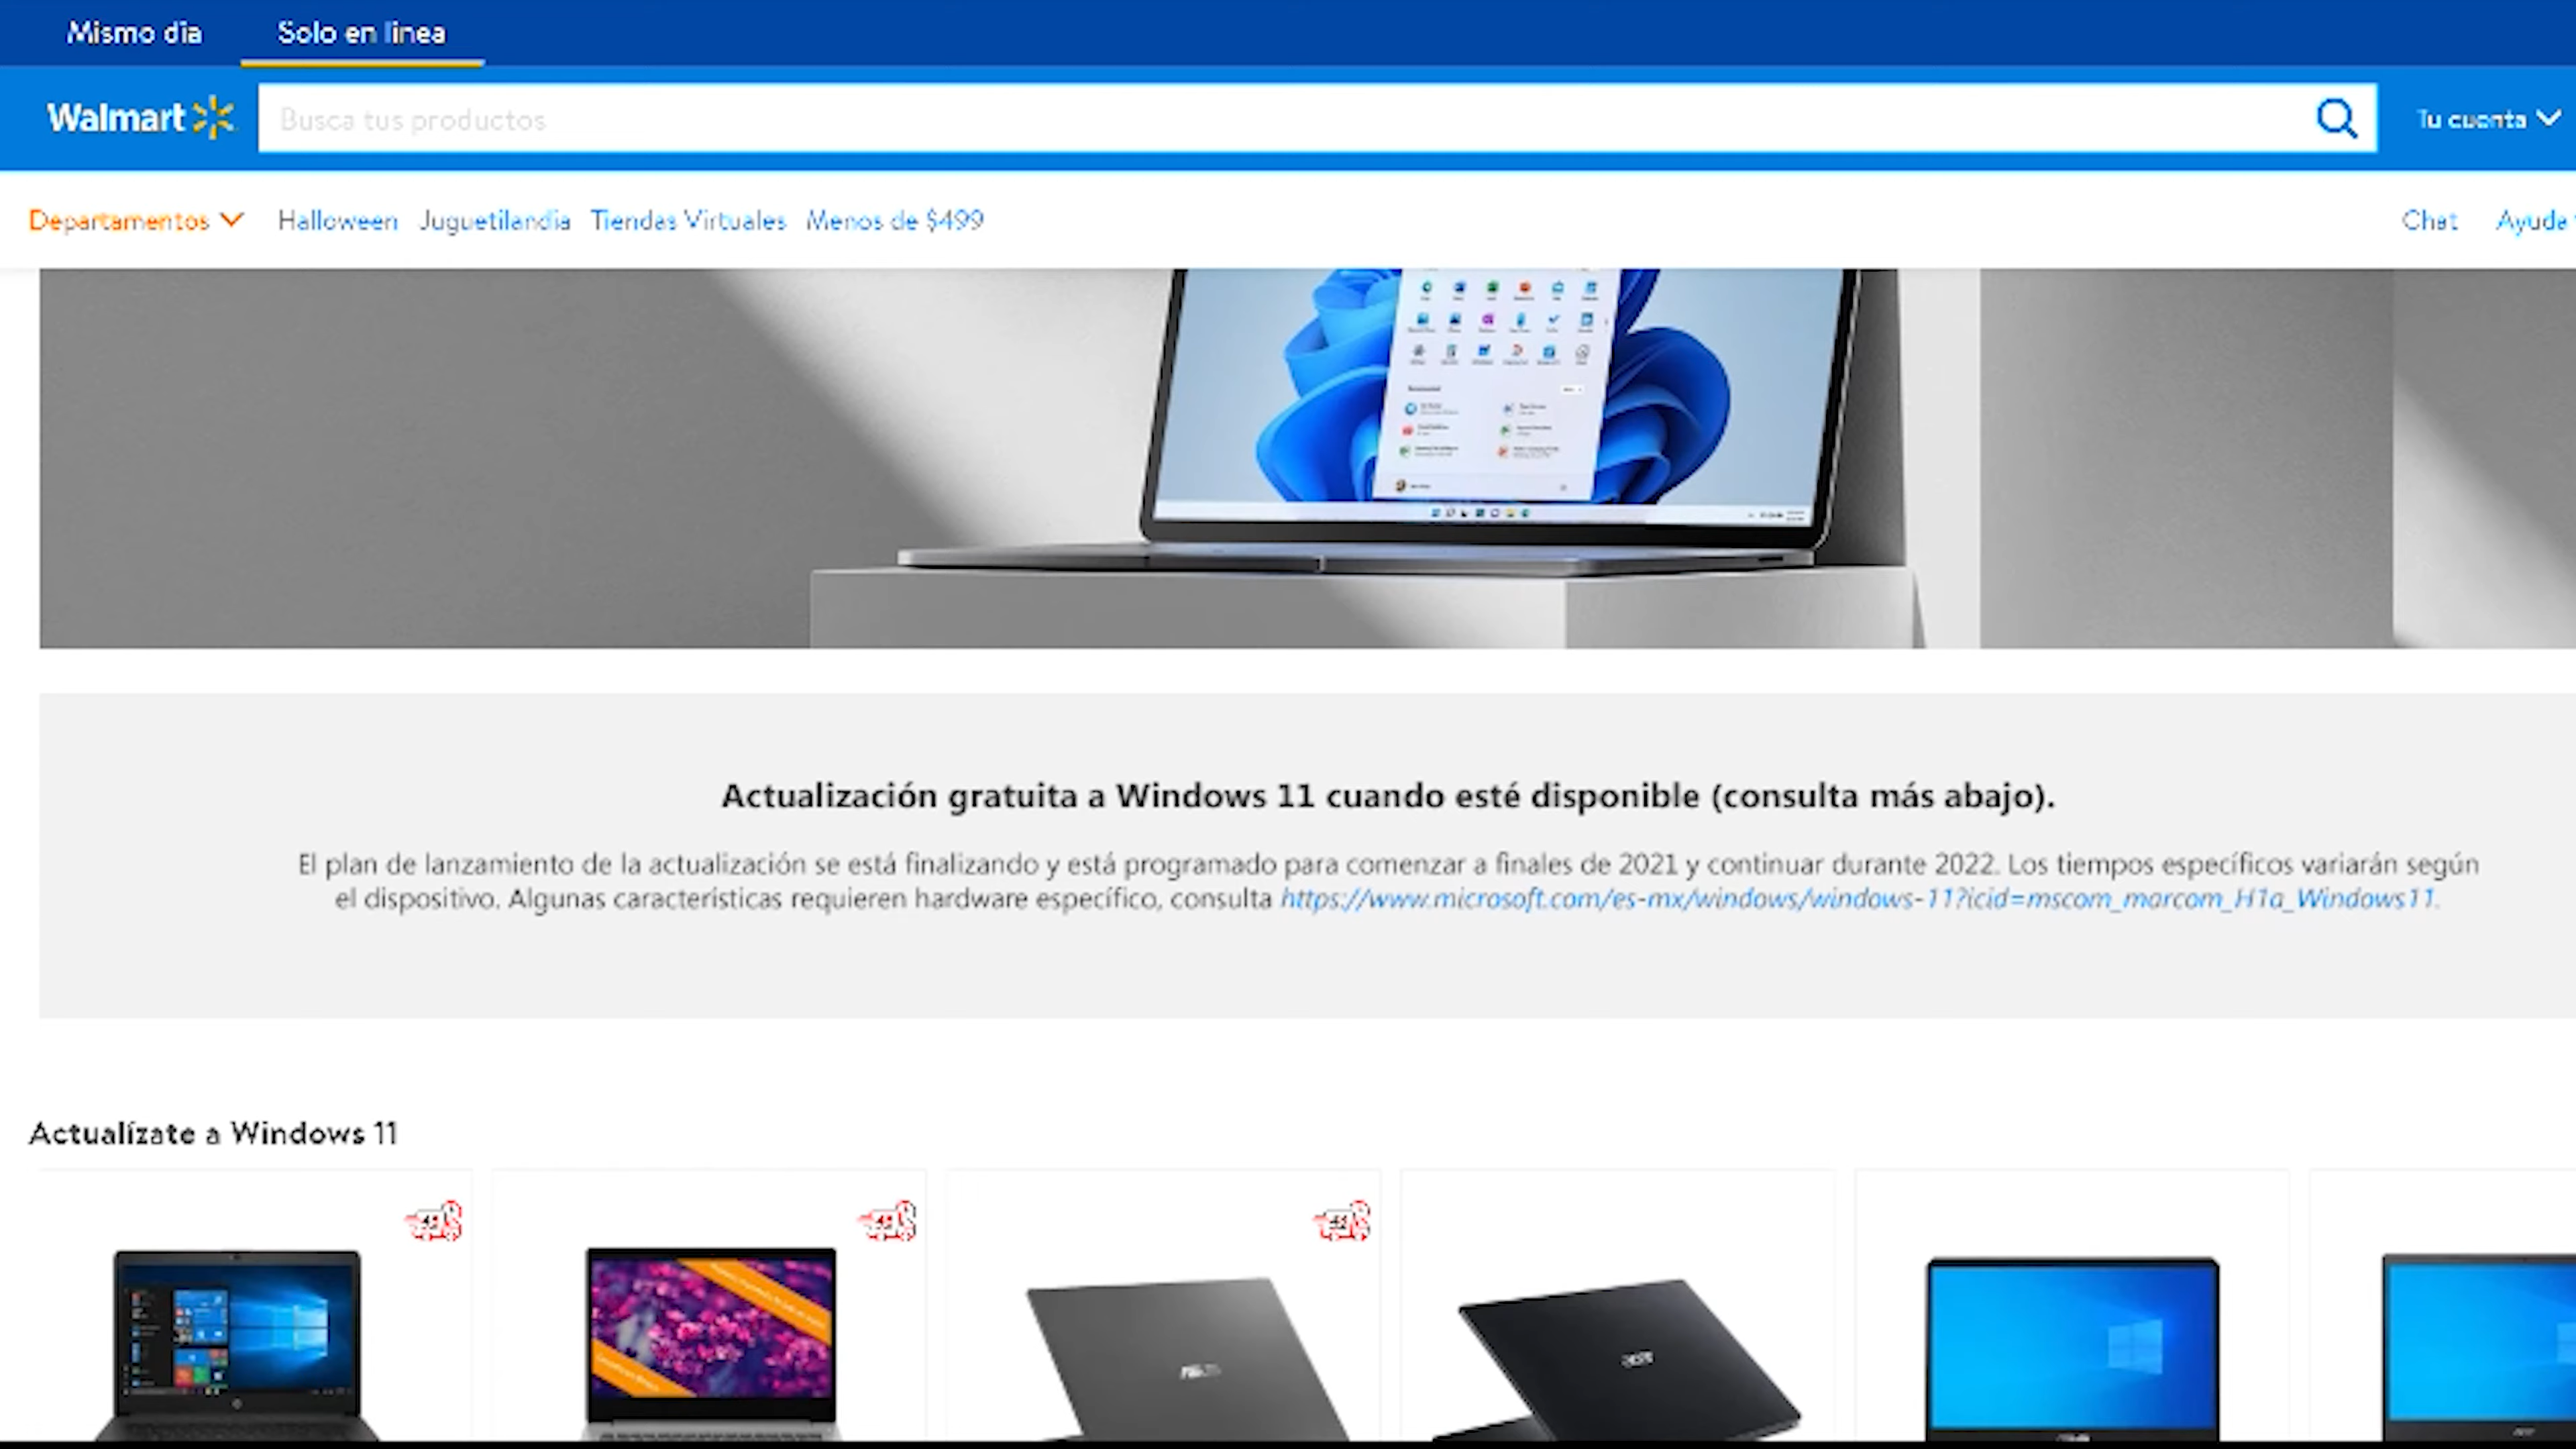 Mismo día
Solo en línea
Walmart
Busca tus productos
Tu cuenta
Departamentos
Halloween
Juguetilandia
Tiendas Virtuales
Menos de $499
Chat
Ayuda
Actualización gratuita a Windows 11 cuando esté disponible (consulta más abajo).
El plan de lanzamiento de la actualización se está finalizando y está programado para comenzar a finales de 2021 y continuar durante 2022. Los tiempos específicos variarán según
el dispositivo. Algunas características requieren hardware específico, consulta https://www.microsoft.com/es-mx/windows/windows-11?icid=mscom_marcom_H1a_Windows11.
Actualízate a Windows 11
ASUS
acer